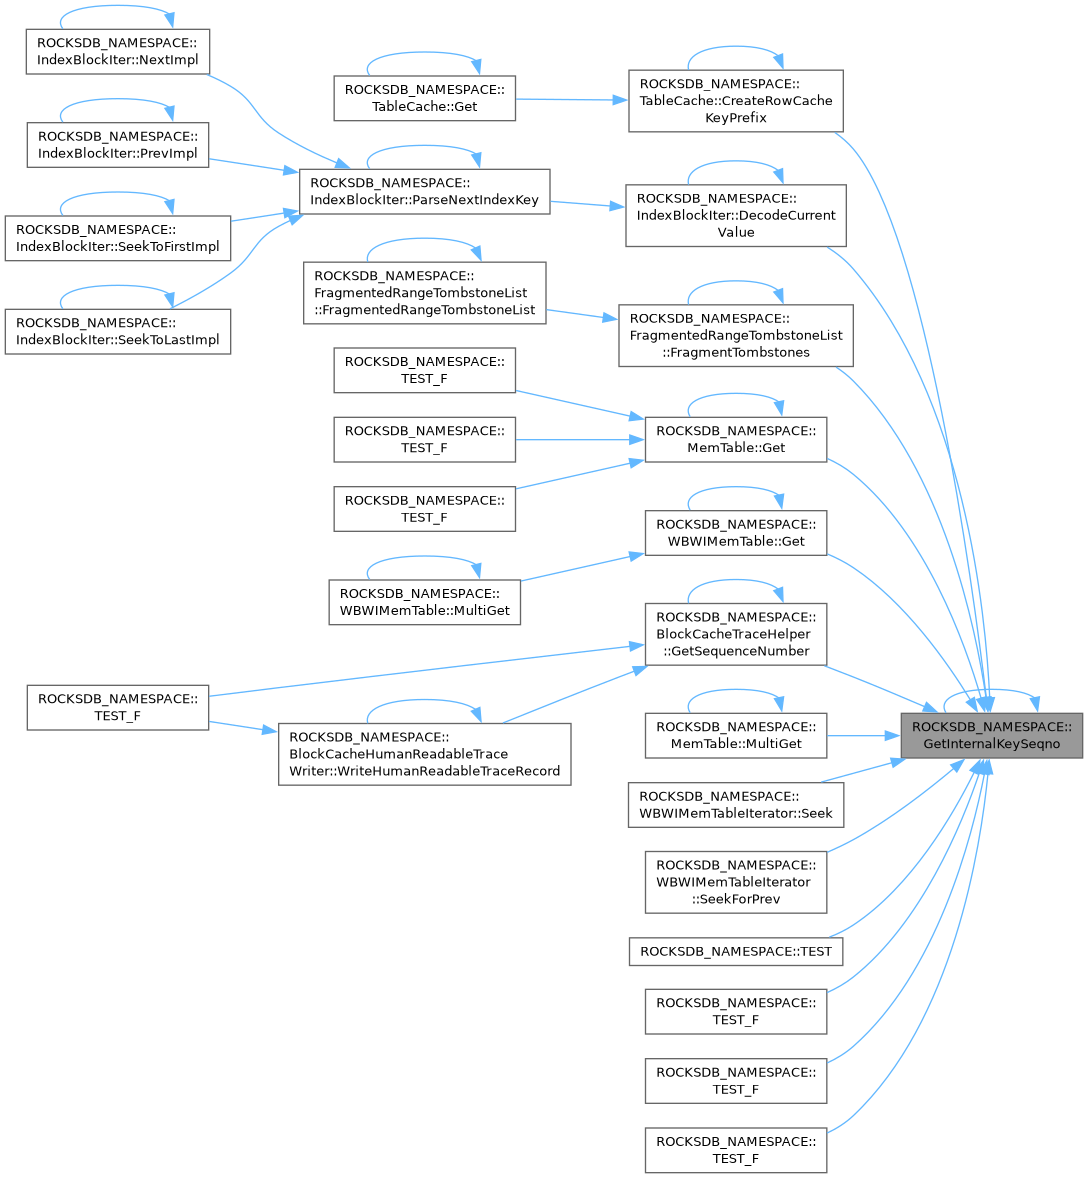 ROCKSDB_NAMESPACE::
IndexBlockIter::NextImpl
ROCKSDB_NAMESPACE::
IndexBlockIter::PrevImpl
ROCKSDB_NAMESPACE::
IndexBlockIter::SeekToFirstImpl
ROCKSDB_NAMESPACE::
IndexBlockIter::SeekToLastImpl
ROCKSDB_NAMESPACE::
TEST_F
ROCKSDB_NAMESPACE::
TableCache::Get
ROCKSDB_NAMESPACE::
IndexBlockIter::ParseNextIndexKey
ROCKSDB_NAMESPACE::
FragmentedRangeTombstoneList
::FragmentedRangeTombstoneList
ROCKSDB_NAMESPACE::
TEST_F
ROCKSDB_NAMESPACE::
TEST_F
ROCKSDB_NAMESPACE::
TEST_F
ROCKSDB_NAMESPACE::
WBWIMemTable::MultiGet
ROCKSDB_NAMESPACE::
BlockCacheHumanReadableTrace
Writer::WriteHumanReadableTraceRecord
ROCKSDB_NAMESPACE::
TableCache::CreateRowCache
KeyPrefix
ROCKSDB_NAMESPACE::
IndexBlockIter::DecodeCurrent
Value
ROCKSDB_NAMESPACE::
FragmentedRangeTombstoneList
::FragmentTombstones
ROCKSDB_NAMESPACE::
MemTable::Get
ROCKSDB_NAMESPACE::
WBWIMemTable::Get
ROCKSDB_NAMESPACE::
BlockCacheTraceHelper
::GetSequenceNumber
ROCKSDB_NAMESPACE::
MemTable::MultiGet
ROCKSDB_NAMESPACE::
WBWIMemTableIterator::Seek
ROCKSDB_NAMESPACE::
WBWIMemTableIterator
::SeekForPrev
ROCKSDB_NAMESPACE::TEST
ROCKSDB_NAMESPACE::
TEST_F
ROCKSDB_NAMESPACE::
TEST_F
ROCKSDB_NAMESPACE::
TEST_F
ROCKSDB_NAMESPACE::
GetInternalKeySeqno